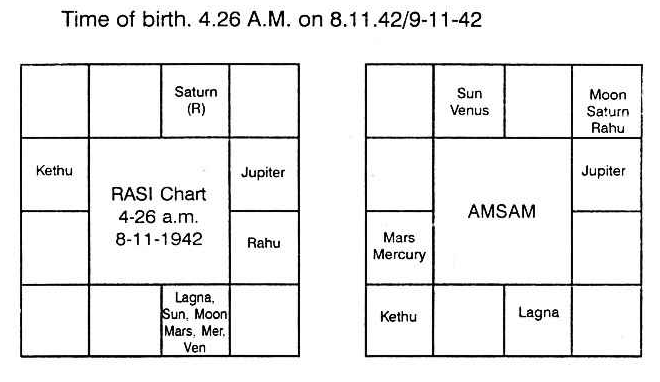 Time of birth. 4.26 A.M. on 8.11.42/9-11-42
Saturn
(R)
Kethu
Jupiter
RASI Chart
4-26 a.m.
8-11-1942
Rahu
Lagna,
Sun, Moon
Mars, Mer,
Ven
Sun
Venus
Moon
Saturn
Rahu
Jupiter
AMSAM
Mars
Mercury
Kethu
Lagna